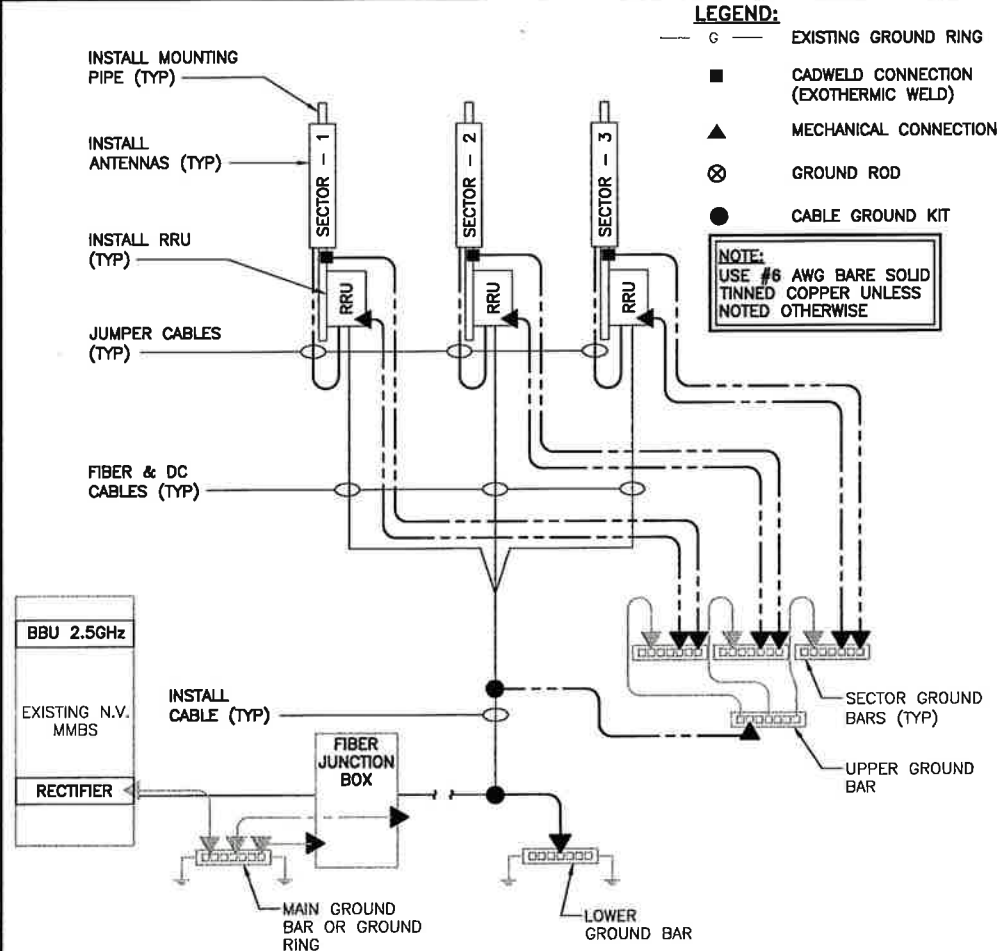 LEGEND:
G
EXISTING GROUND RING
CADWELD CONNECTION
(EXOTHERMIC WELD)
MECHANICAL CONNECTION
GROUND ROD
CABLE GROUND KIT
NOTE:
USE #6 AWG BARE SOLID
TINNED COPPER UNLESS
NOTED OTHERWISE
INSTALL MOUNTING
PIPE (TYP)
INSTALL
ANTENNAS (TYP)
INSTALL RRU
(TYP)
JUMPER CABLES
(TYP)
FIBER & DC
CABLES (TYP)
SECTOR - 1
SECTOR - 2
SECTOR - 3
RRU
RRU
RRU
BBU 2.5GHz
EXISTING N.V.
MMBS
RECTIFIER
INSTALL
CABLE (TYP)
FIBER
JUNCTION
BOX
SECTOR GROUND
BARS (TYP)
UPPER GROUND
BAR
MAIN GROUND
BAR OR GROUND
RING
LOWER
GROUND BAR